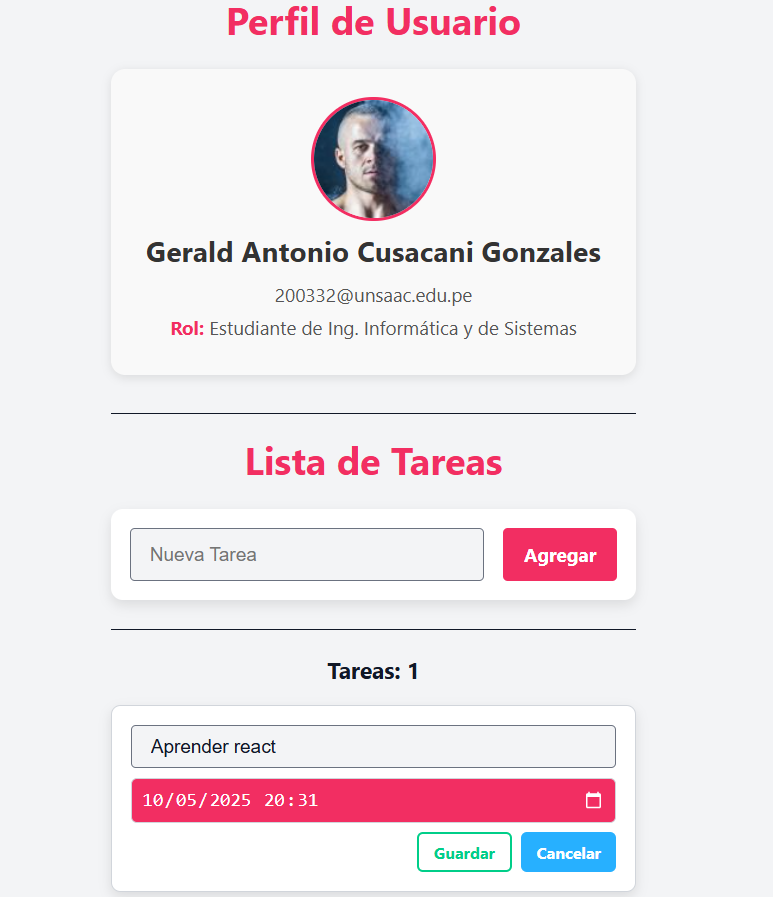 Perfil de Usuario
Gerald Antonio Cusacani Gonzales
200332@unsaac.edu.pe
Rol: Estudiante de Ing. Informática y de Sistemas
Lista de Tareas
Nueva Tarea
Agregar
Tareas: 1
Aprender react
10/05/2025 20:31
Guardar
Cancelar